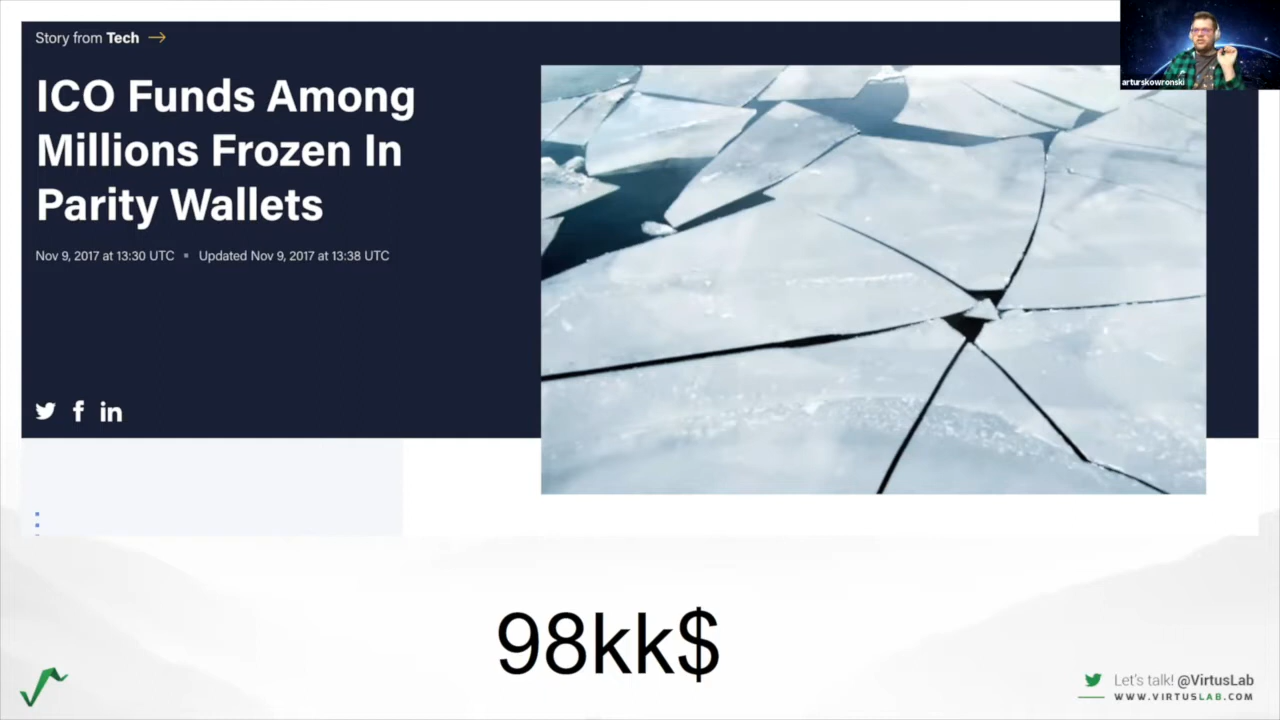 Story from Tech →
ICO Funds Among
Millions Frozen In
Parity Wallets
Nov 9, 2017 at 13:30 UTC ▪ Updated Nov 9, 2017 at 13:38 UTC
arturskowronski
98kk$
Let's talk! @VirtusLab
WWW.VIRTUSLAB.COM